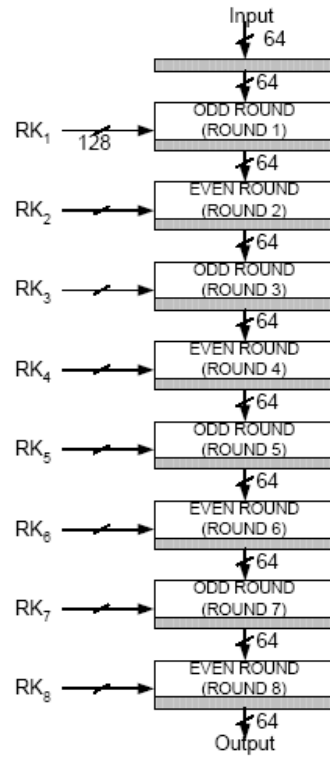 Input
64
64
ODD ROUND
(ROUND 1)
RK₁
128
64
EVEN ROUND
(ROUND 2)
RK₂
64
ODD ROUND
(ROUND 3)
RK₃
64
EVEN ROUND
(ROUND 4)
RK₄
64
ODD ROUND
(ROUND 5)
RK₅
64
EVEN ROUND
(ROUND 6)
RK₆
64
ODD ROUND
(ROUND 7)
RK₇
64
EVEN ROUND
(ROUND 8)
RK₈
64
Output